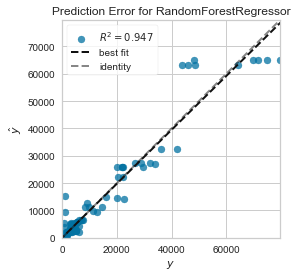 Prediction Error for RandomForestRegressor
R² = 0.947
best fit
identity
ŷ
70000
60000
50000
40000
30000
20000
10000
0
0 20000 40000 60000
y